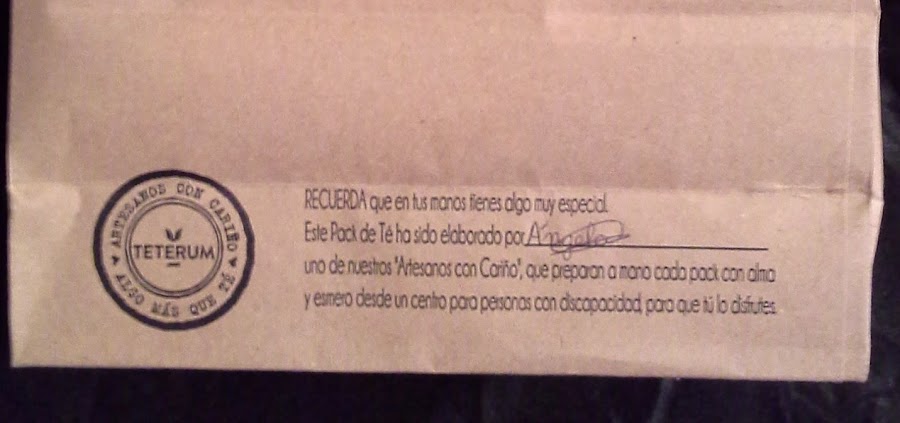 ARTESANOS CON CARIÑO
TETERUM
ALGO MÁS QUE TÉ
RECUERDA que en tus manos tienes algo muy especial.
Este Pack de Té ha sido elaborado por Angela
uno de nuestros "Artesanos con Cariño", que preparan a mano cada pack con alma
y esmero desde un centro para personas con discapacidad, para que tú lo disfrutes.